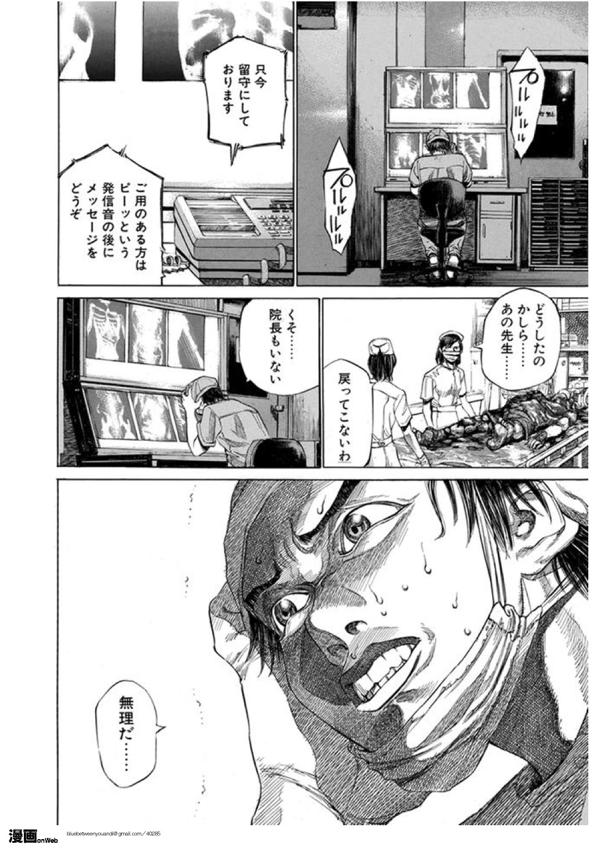 プルルルル
プルルルル
只今
留守にして
おります
ご用のある方は
ピーッという
発信音の後に
メッセージを
どうぞ
どうしたの
かしら……
あの先生……
戻ってこないわ
くそ……
院長もいない
無理だ……
漫画onWeb
bluebetweenyouandi@gmail.com/40285